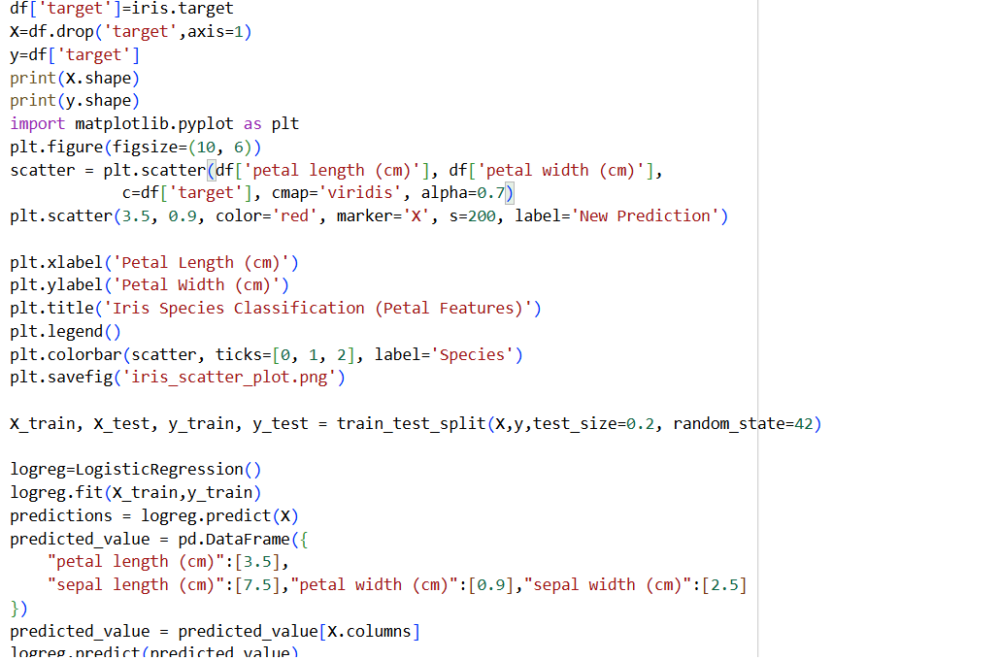 df['target']=iris.target
X=df.drop('target',axis=1)
y=df['target']
print(X.shape)
print(y.shape)
import matplotlib.pyplot as plt
plt.figure(figsize=(10, 6))
scatter = plt.scatter(df['petal length (cm)'], df['petal width (cm)'],
            c=df['target'], cmap='viridis', alpha=0.7)
plt.scatter(3.5, 0.9, color='red', marker='X', s=200, label='New Prediction')
plt.xlabel('Petal Length (cm)')
plt.ylabel('Petal Width (cm)')
plt.title('Iris Species Classification (Petal Features)')
plt.legend()
plt.colorbar(scatter, ticks=[0, 1, 2], label='Species')
plt.savefig('iris_scatter_plot.png')
X_train, X_test, y_train, y_test = train_test_split(X,y,test_size=0.2, random_state=42)
logreg=LogisticRegression()
logreg.fit(X_train,y_train)
predictions = logreg.predict(X)
predicted_value = pd.DataFrame({
    "petal length (cm)":[3.5],
    "sepal length (cm)":[7.5],"petal width (cm)":[0.9],"sepal width (cm)":[2.5]
})
predicted_value = predicted_value[X.columns]
logreg.predict(predicted_value)